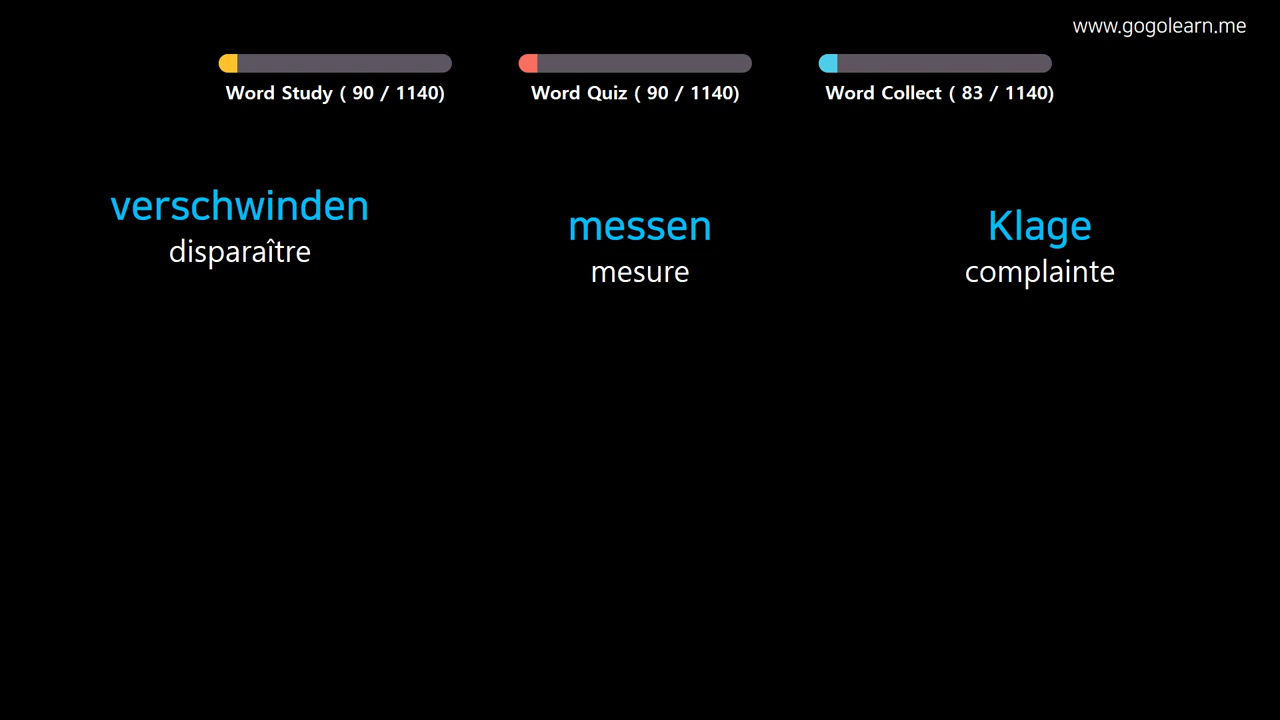 www.gogolearn.me
Word Study ( 90 / 1140)
Word Quiz ( 90 / 1140)
Word Collect ( 83 / 1140)
verschwinden
disparaître
messen
mesure
Klage
complainte